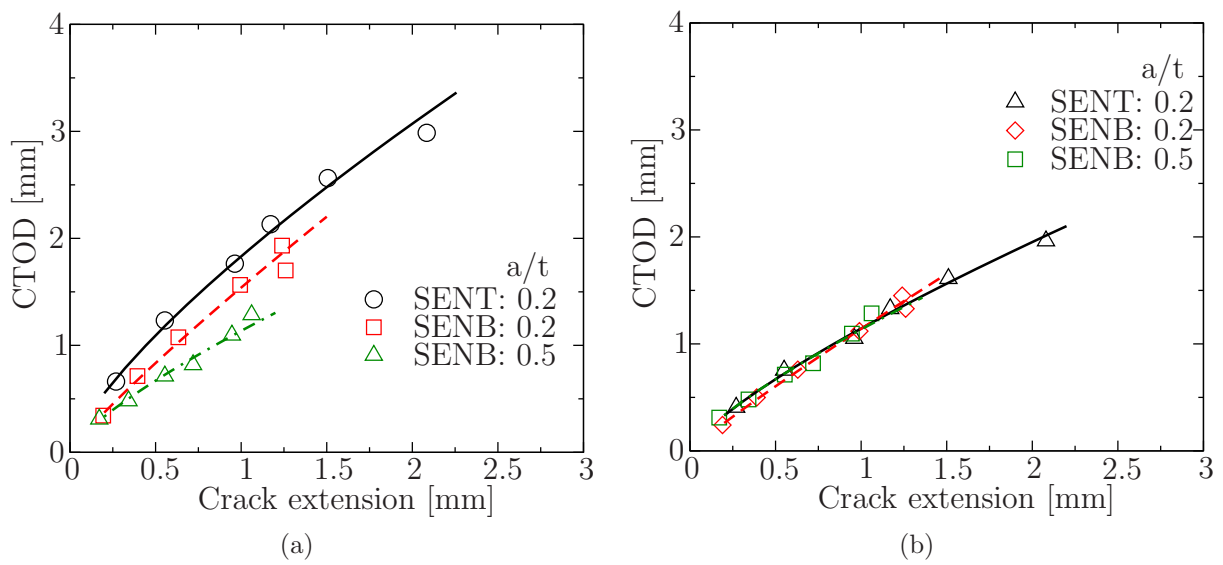 4
3
2
1
0
CTOD [mm]
a/t
SENT: 0.2
SENB: 0.2
SENB: 0.5
0 0.5 1 1.5 2 2.5 3
Crack extension [mm]
(a)
4
3
2
1
0
CTOD [mm]
a/t
SENT: 0.2
SENB: 0.2
SENB: 0.5
0 0.5 1 1.5 2 2.5 3
Crack extension [mm]
(b)